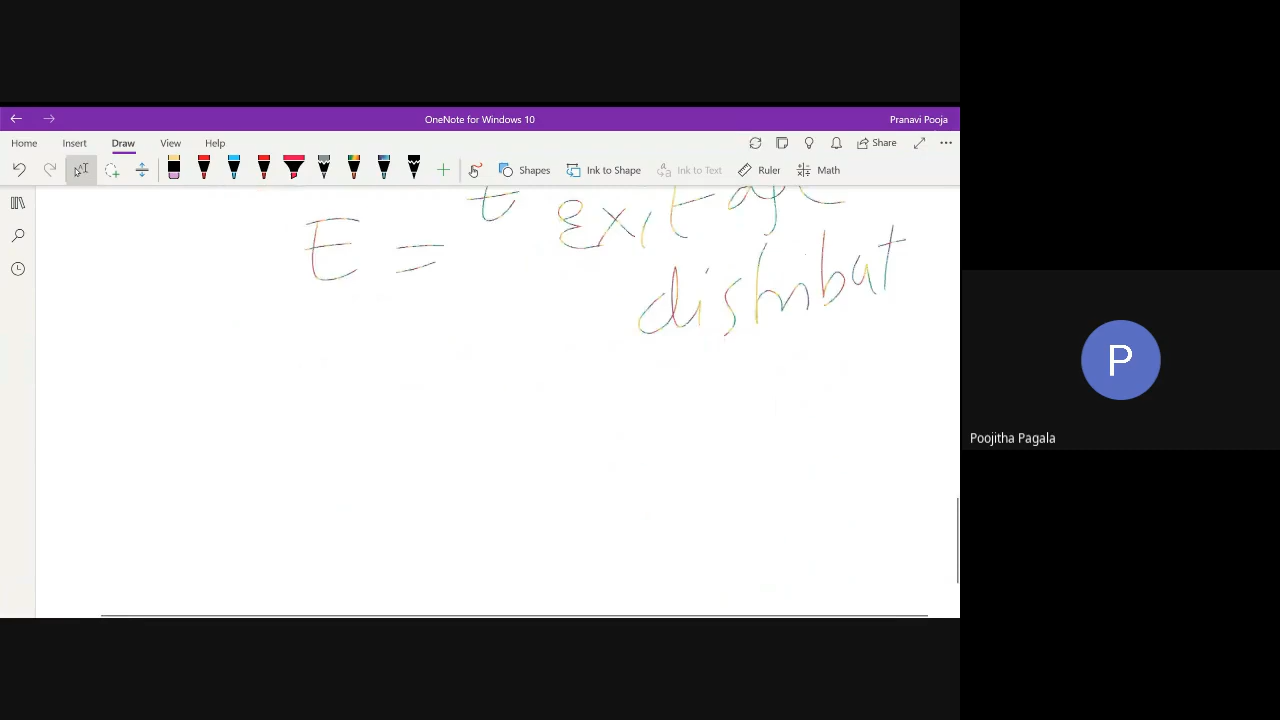 OneNote for Windows 10
Pranavi Pooja
Home Insert Draw View Help
Share
Shapes Ink to Shape Ink to Text Ruler Math
t Exit age
E =
distribut
P
Poojitha Pagala